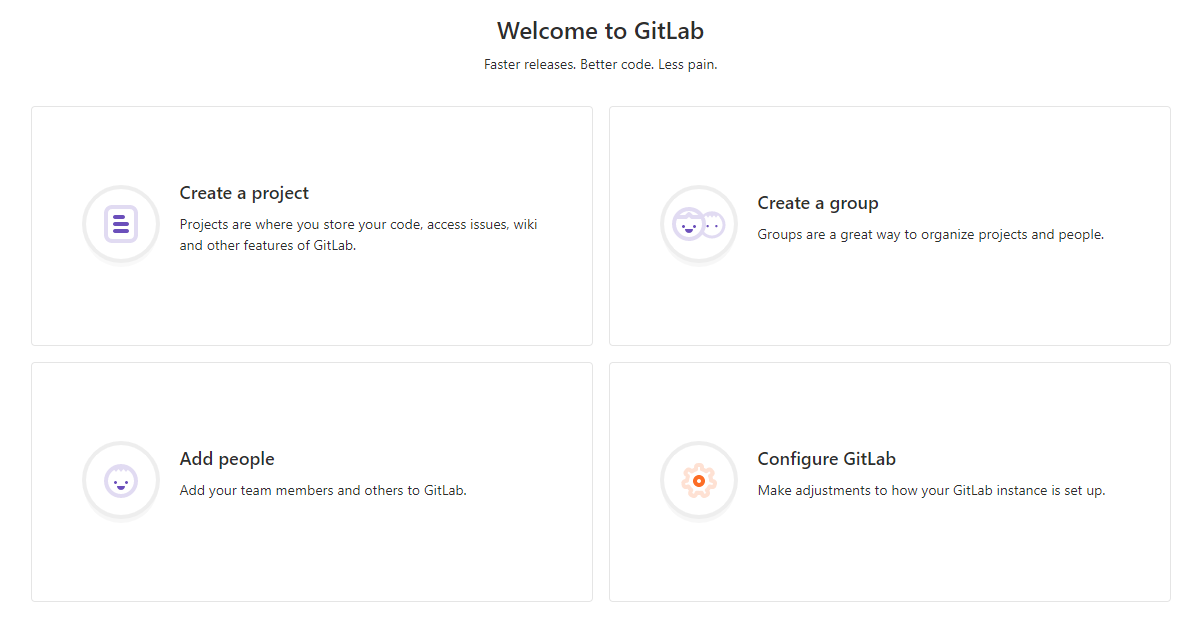 Welcome to GitLab
Faster releases. Better code. Less pain.
Create a project
Projects are where you store your code, access issues, wiki
and other features of GitLab.
Create a group
Groups are a great way to organize projects and people.
Add people
Add your team members and others to GitLab.
Configure GitLab
Make adjustments to how your GitLab instance is set up.